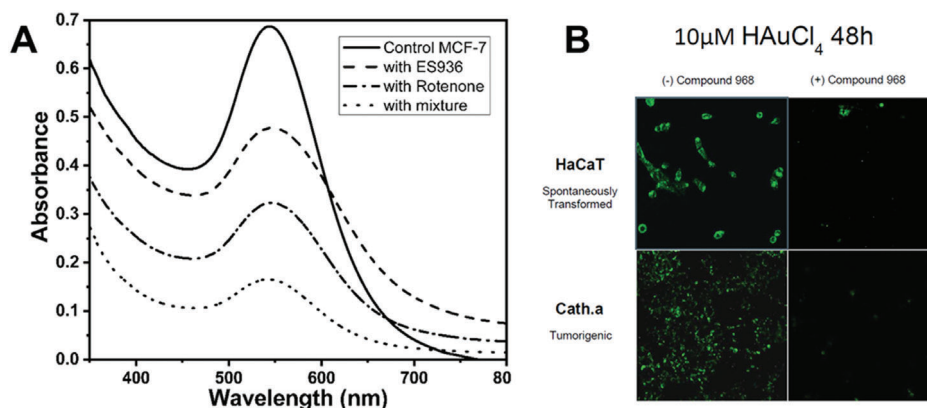 A
0.7
0.6
0.5
0.4
0.3
0.2
0.1
0.0
Absorbance
Control MCF-7
with ES936
with Rotenone
with mixture
400 500 600 700 80
Wavelength (nm)
B
10μM HAuCl4 48h
(-) Compound 968 (+) Compound 968
HaCaT
Spontaneously
Transformed
Cath.a
Tumorigenic